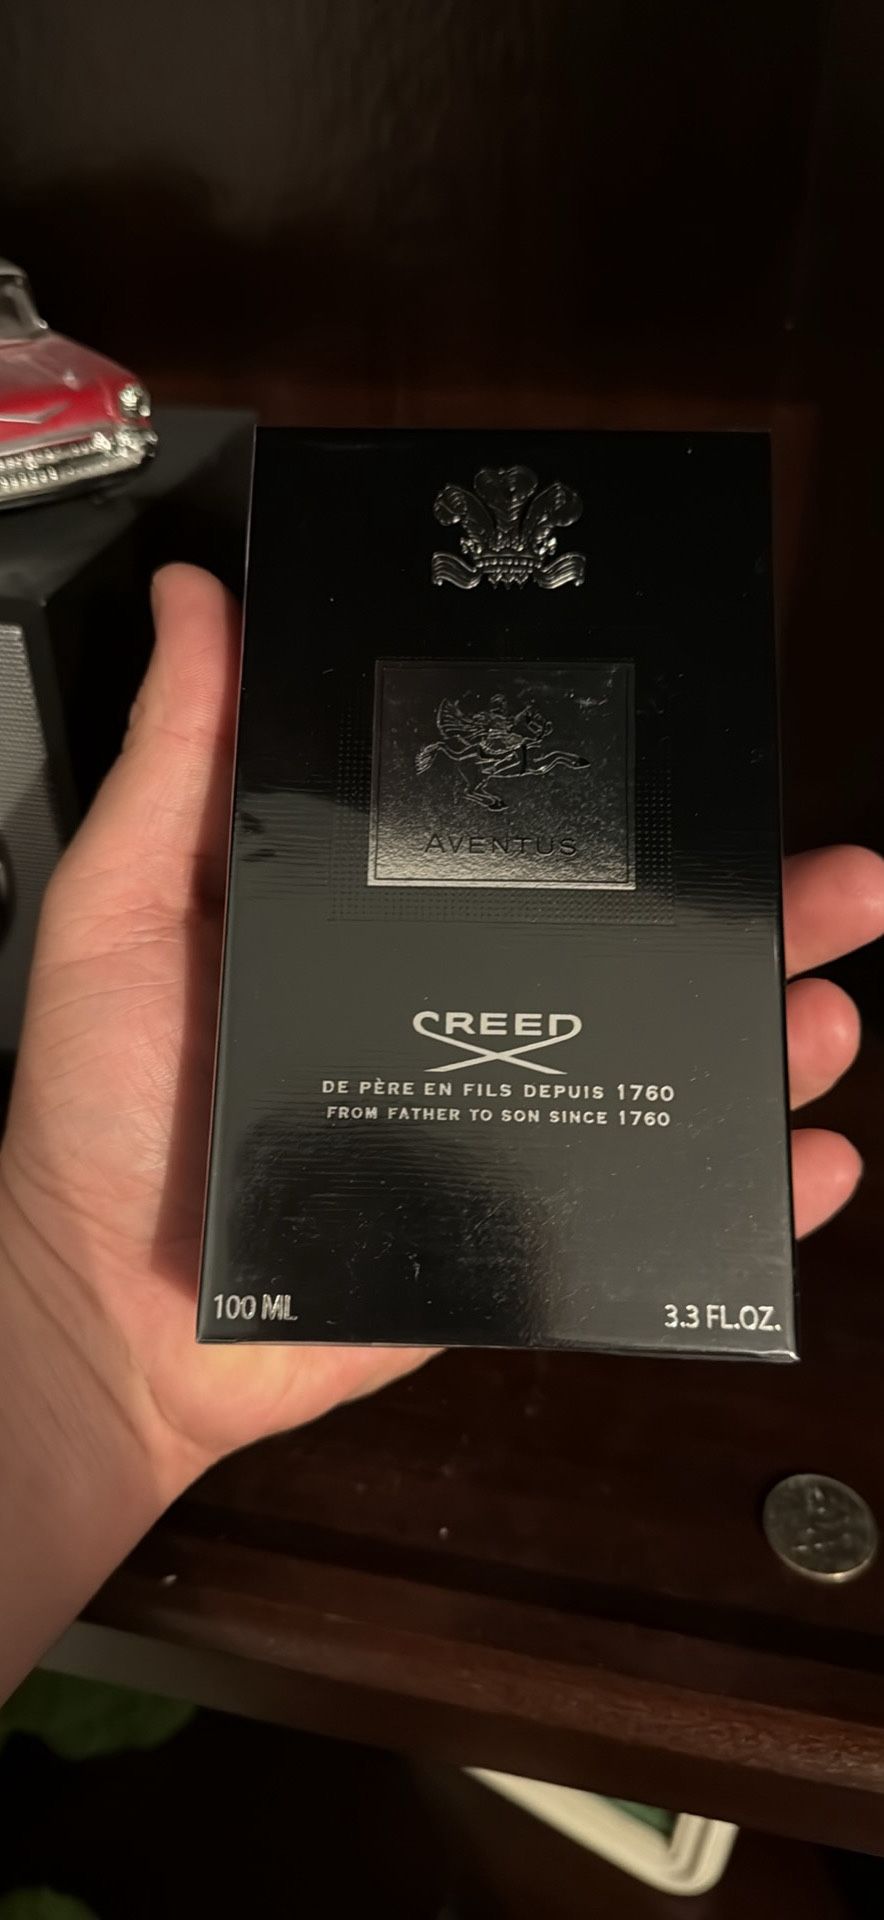 AVENTUS
CREED
DE PÈRE EN FILS DEPUIS 1760
FROM FATHER TO SON SINCE 1760
100 ML 3.3 FL.OZ.